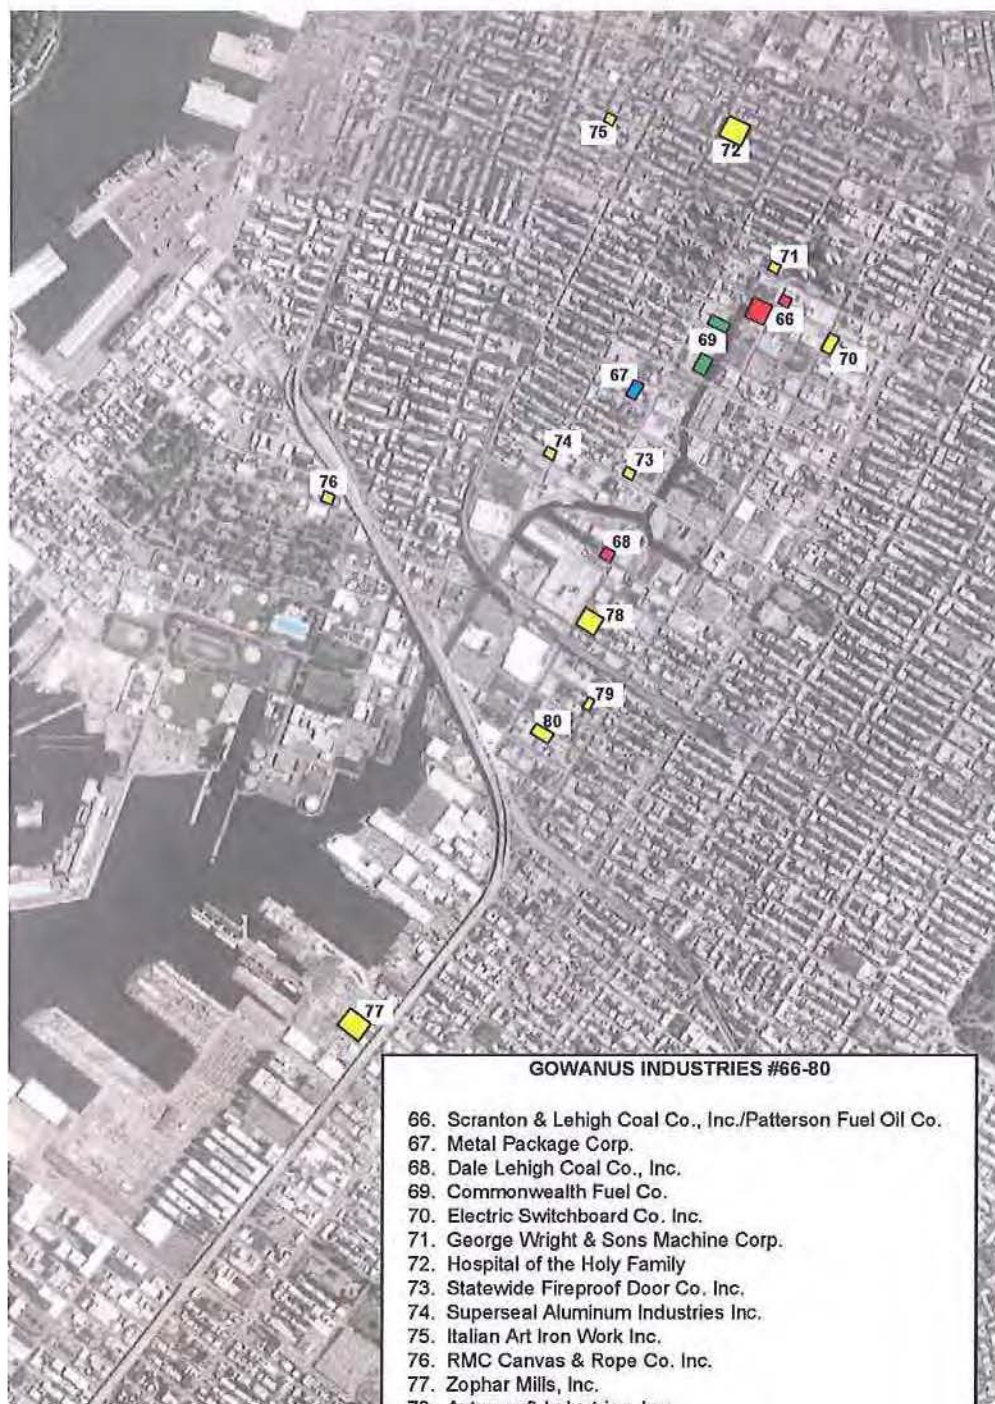 75
72
71
66
69
70
67
74
73
76
68
78
79
80
77
GOWANUS INDUSTRIES #66-80
66. Scranton & Lehigh Coal Co., Inc./Patterson Fuel Oil Co.
67. Metal Package Corp.
68. Dale Lehigh Coal Co., Inc.
69. Commonwealth Fuel Co.
70. Electric Switchboard Co. Inc.
71. George Wright & Sons Machine Corp.
72. Hospital of the Holy Family
73. Statewide Fireproof Door Co. Inc.
74. Superseal Aluminum Industries Inc.
75. Italian Art Iron Work Inc.
76. RMC Canvas & Rope Co. Inc.
77. Zophar Mills, Inc.